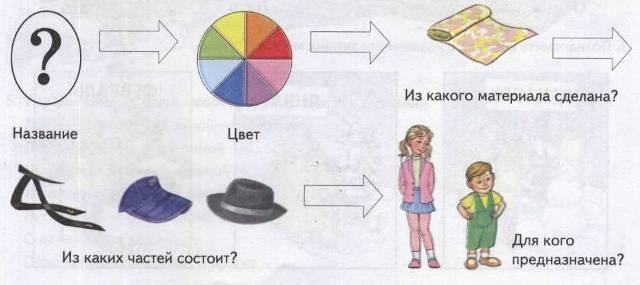 ?
Из какого материала сделана?
Название
Цвет
Из каких частей состоит?
Для кого
предназначена?